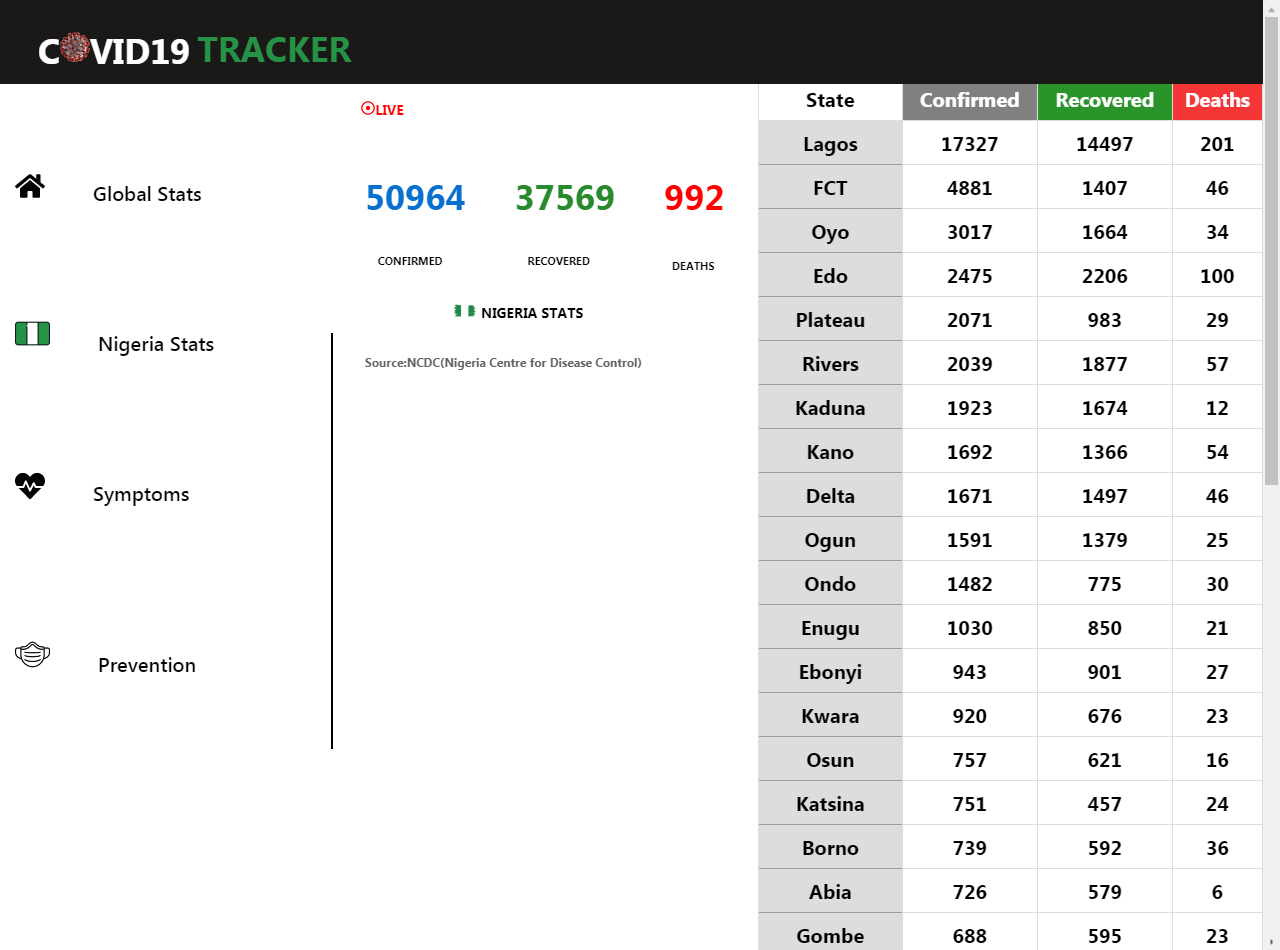 COVID19 TRACKER
LIVE
Global Stats
Nigeria Stats
Symptoms
Prevention
50964 37569 992
CONFIRMED RECOVERED DEATHS
NIGERIA STATS
Source:NCDC(Nigeria Centre for Disease Control)
State Confirmed Recovered Deaths
Lagos 17327 14497 201
FCT 4881 1407 46
Oyo 3017 1664 34
Edo 2475 2206 100
Plateau 2071 983 29
Rivers 2039 1877 57
Kaduna 1923 1674 12
Kano 1692 1366 54
Delta 1671 1497 46
Ogun 1591 1379 25
Ondo 1482 775 30
Enugu 1030 850 21
Ebonyi 943 901 27
Kwara 920 676 23
Osun 757 621 16
Katsina 751 457 24
Borno 739 592 36
Abia 726 579 6
Gombe 688 595 23